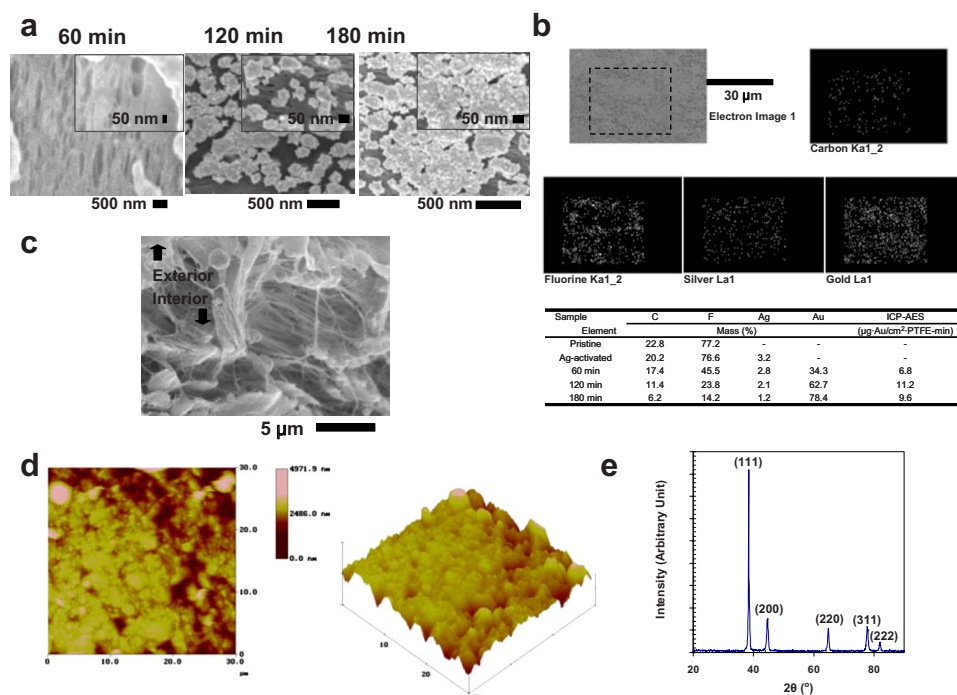 a
60 min
120 min
180 min
50 nm
50 nm
50 nm
500 nm
500 nm
500 nm
b
30 µm
Electron Image 1
Carbon Ka1_2
Fluorine Ka1_2
Silver La1
Gold La1
Sample C F Ag Au ICP-AES
Element Mass (%) (µg·Au/cm²·PTFE-min)
Pristine 22.8 77.2 - - -
Ag-activated 20.2 76.6 3.2 - -
60 min 17.4 45.5 2.8 34.3 6.8
120 min 11.4 23.8 2.1 62.7 11.2
180 min 6.2 14.2 1.2 78.4 9.6
c
Exterior
Interior
5 µm
d
30.0
20.0
10.0
0
0 10.0 20.0 30.0
µm
µm
4971.9 nm
2486.0 nm
0.0 nm
10
20
e
Intensity (Arbitrary Unit)
(111)
(200)
(220)
(311)
(222)
20 40 60 80
2θ (°)